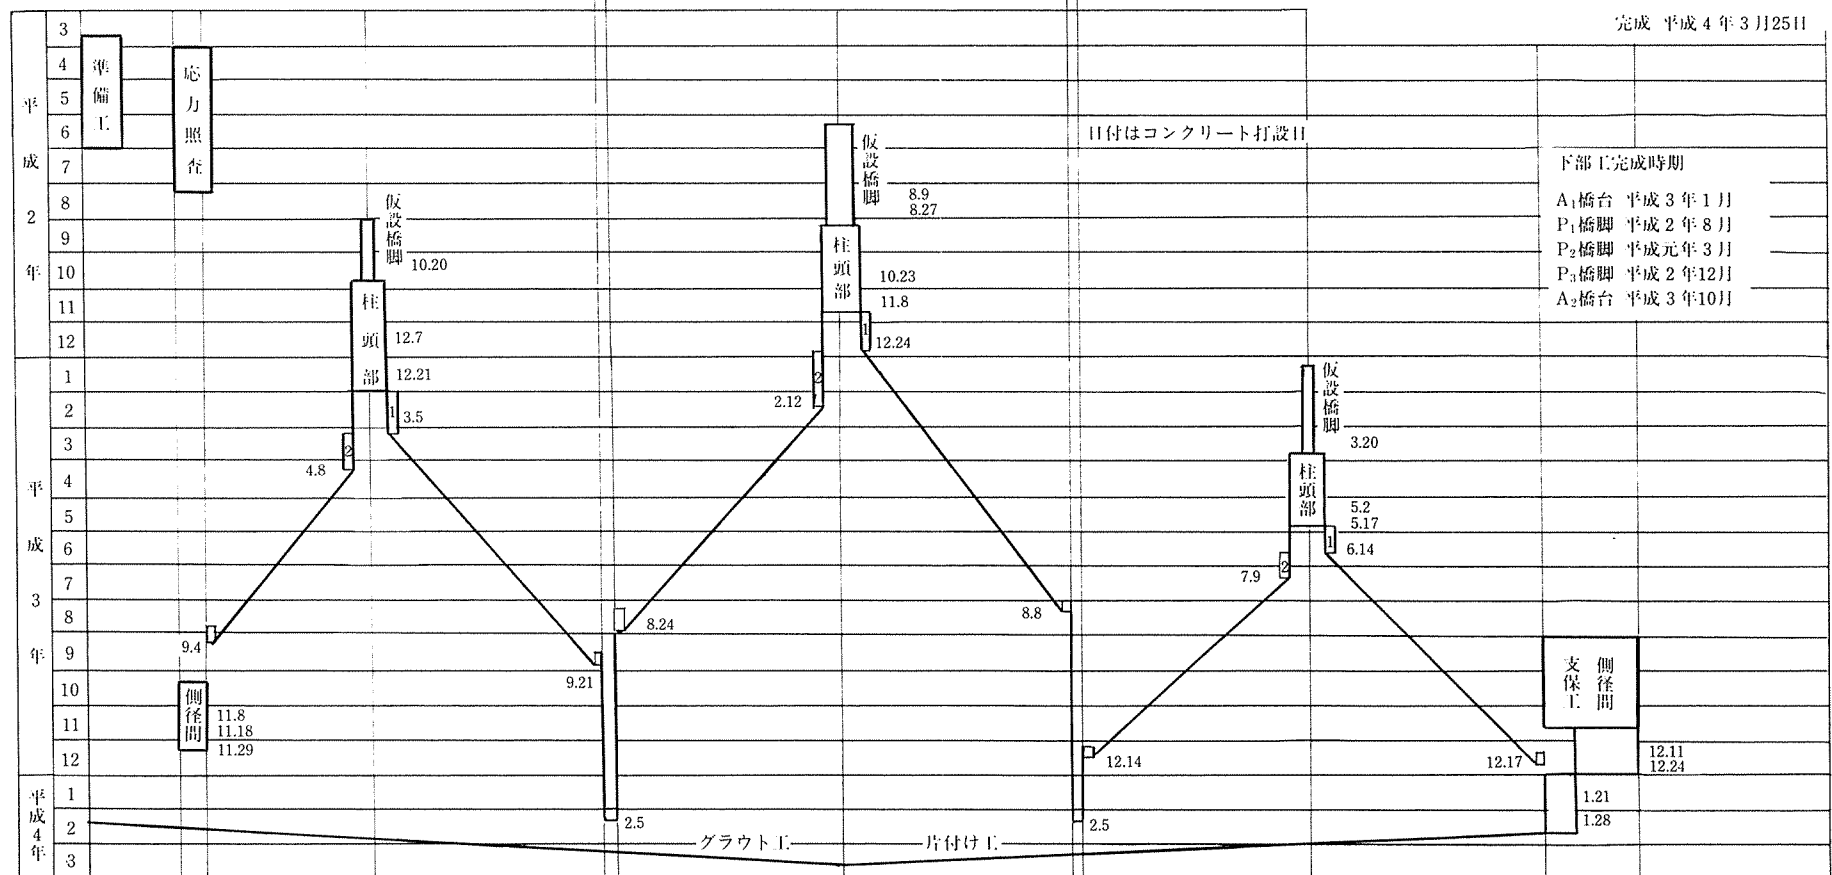 完成 平成4年3月25日
平成2年
3
4
5
6
7
8
9
10
11
12
平成3年
1
2
3
4
5
6
7
8
9
10
11
12
平成4年
1
2
3
準備工
応力照査
仮設橋脚
10.20
柱頭部
12.7
12.21
1
3.5
2
4.8
9.4
9.21
側径間
11.8
11.18
11.29
仮設橋脚
8.9
8.27
柱頭部
10.23
11.8
1
12.24
2
2.12
8.24
8.8
2.5
2.5
日付はコンクリート打設日
仮設橋脚
3.20
柱頭部
5.2
5.17
1
6.14
2
7.9
12.14
12.17
側径間
支保工
12.11
12.24
1.21
1.28
下部工完成時期
A₁橋台 平成3年1月
P₁橋脚 平成2年8月
P₂橋脚 平成元年3月
P₃橋脚 平成2年12月
A₂橋台 平成3年10月
グラウト工
片付け工